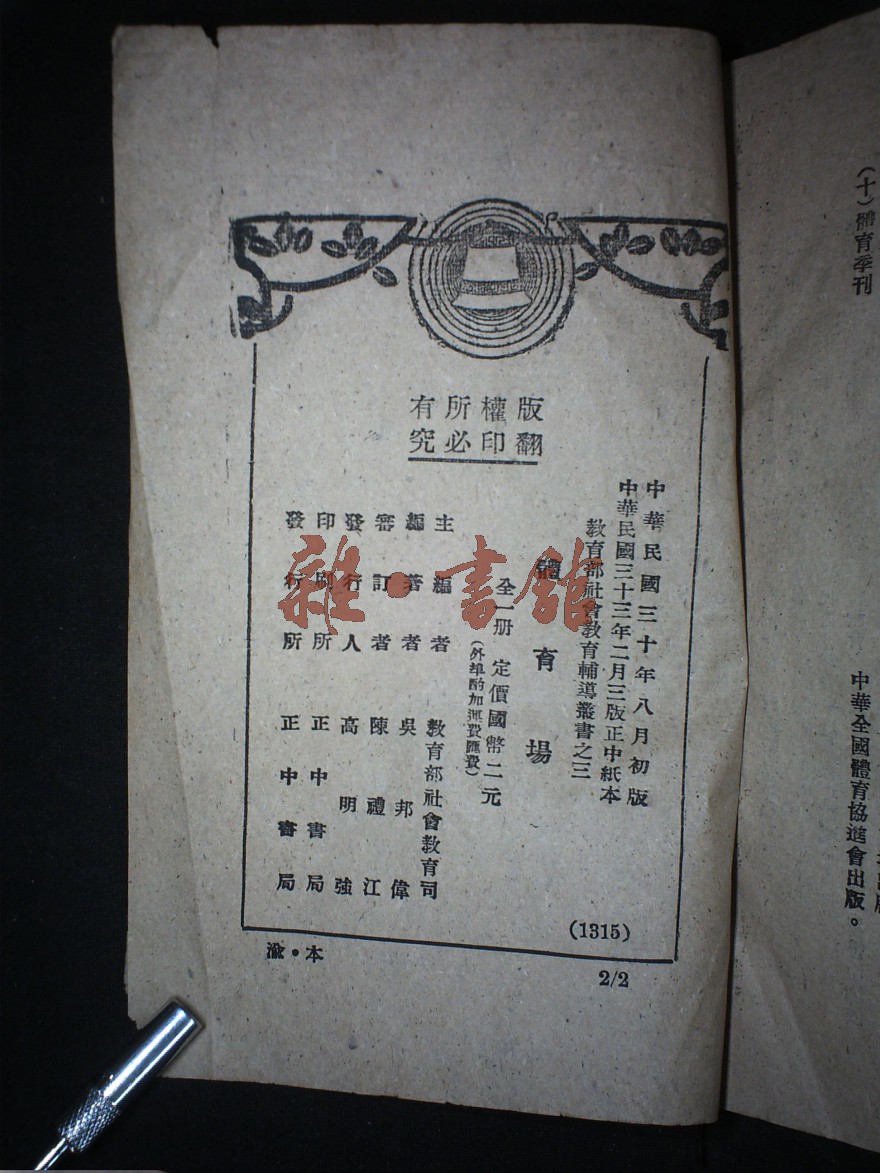 版權所有
翻印必究
中華民國三十年八月初版
中華民國三十三年二月三版正中紙本
教育部社會教育輔導叢書之三
體育場
全一册 定價國幣二元
(外埠酌加運費匯費)
主編者 教育部社會教育司
編著者 吳邦偉
審訂者 陳禮江
發行人 高明強
印刷所 正中書局
發行所 正中書局
(1315)
渝·本
2/2
(十)體育季刊
中華全國體育協進會出版。
雜·書館